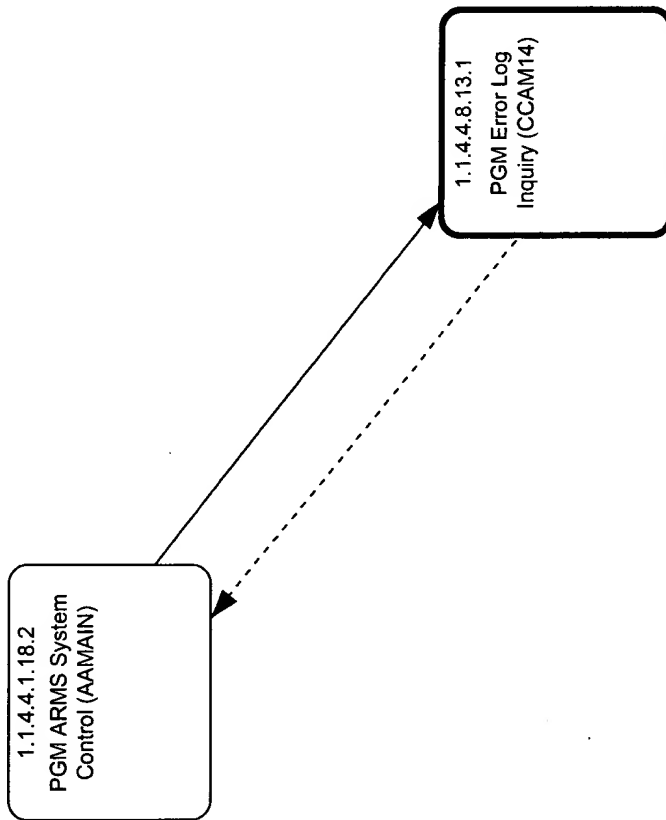 1.1.4.4.1.18.2
PGM ARMS System
Control (AAMAIN)
1.1.4.4.8.13.1
PGM Error Log
Inquiry (CCAM14)